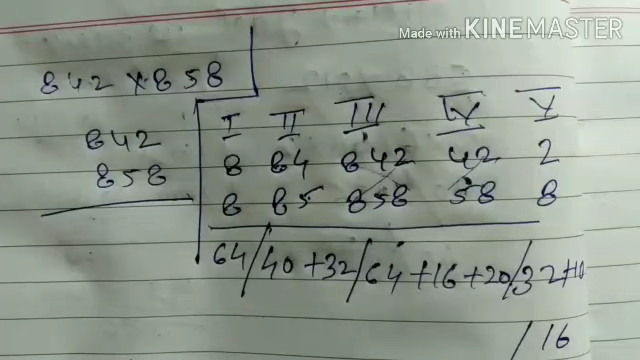 Made with KINEMASTER
842 × 858
I II III IV V
842 8 84 842 42 2
858 8 85 858 58 8
64/40+32/64+16+20/32+10
/16